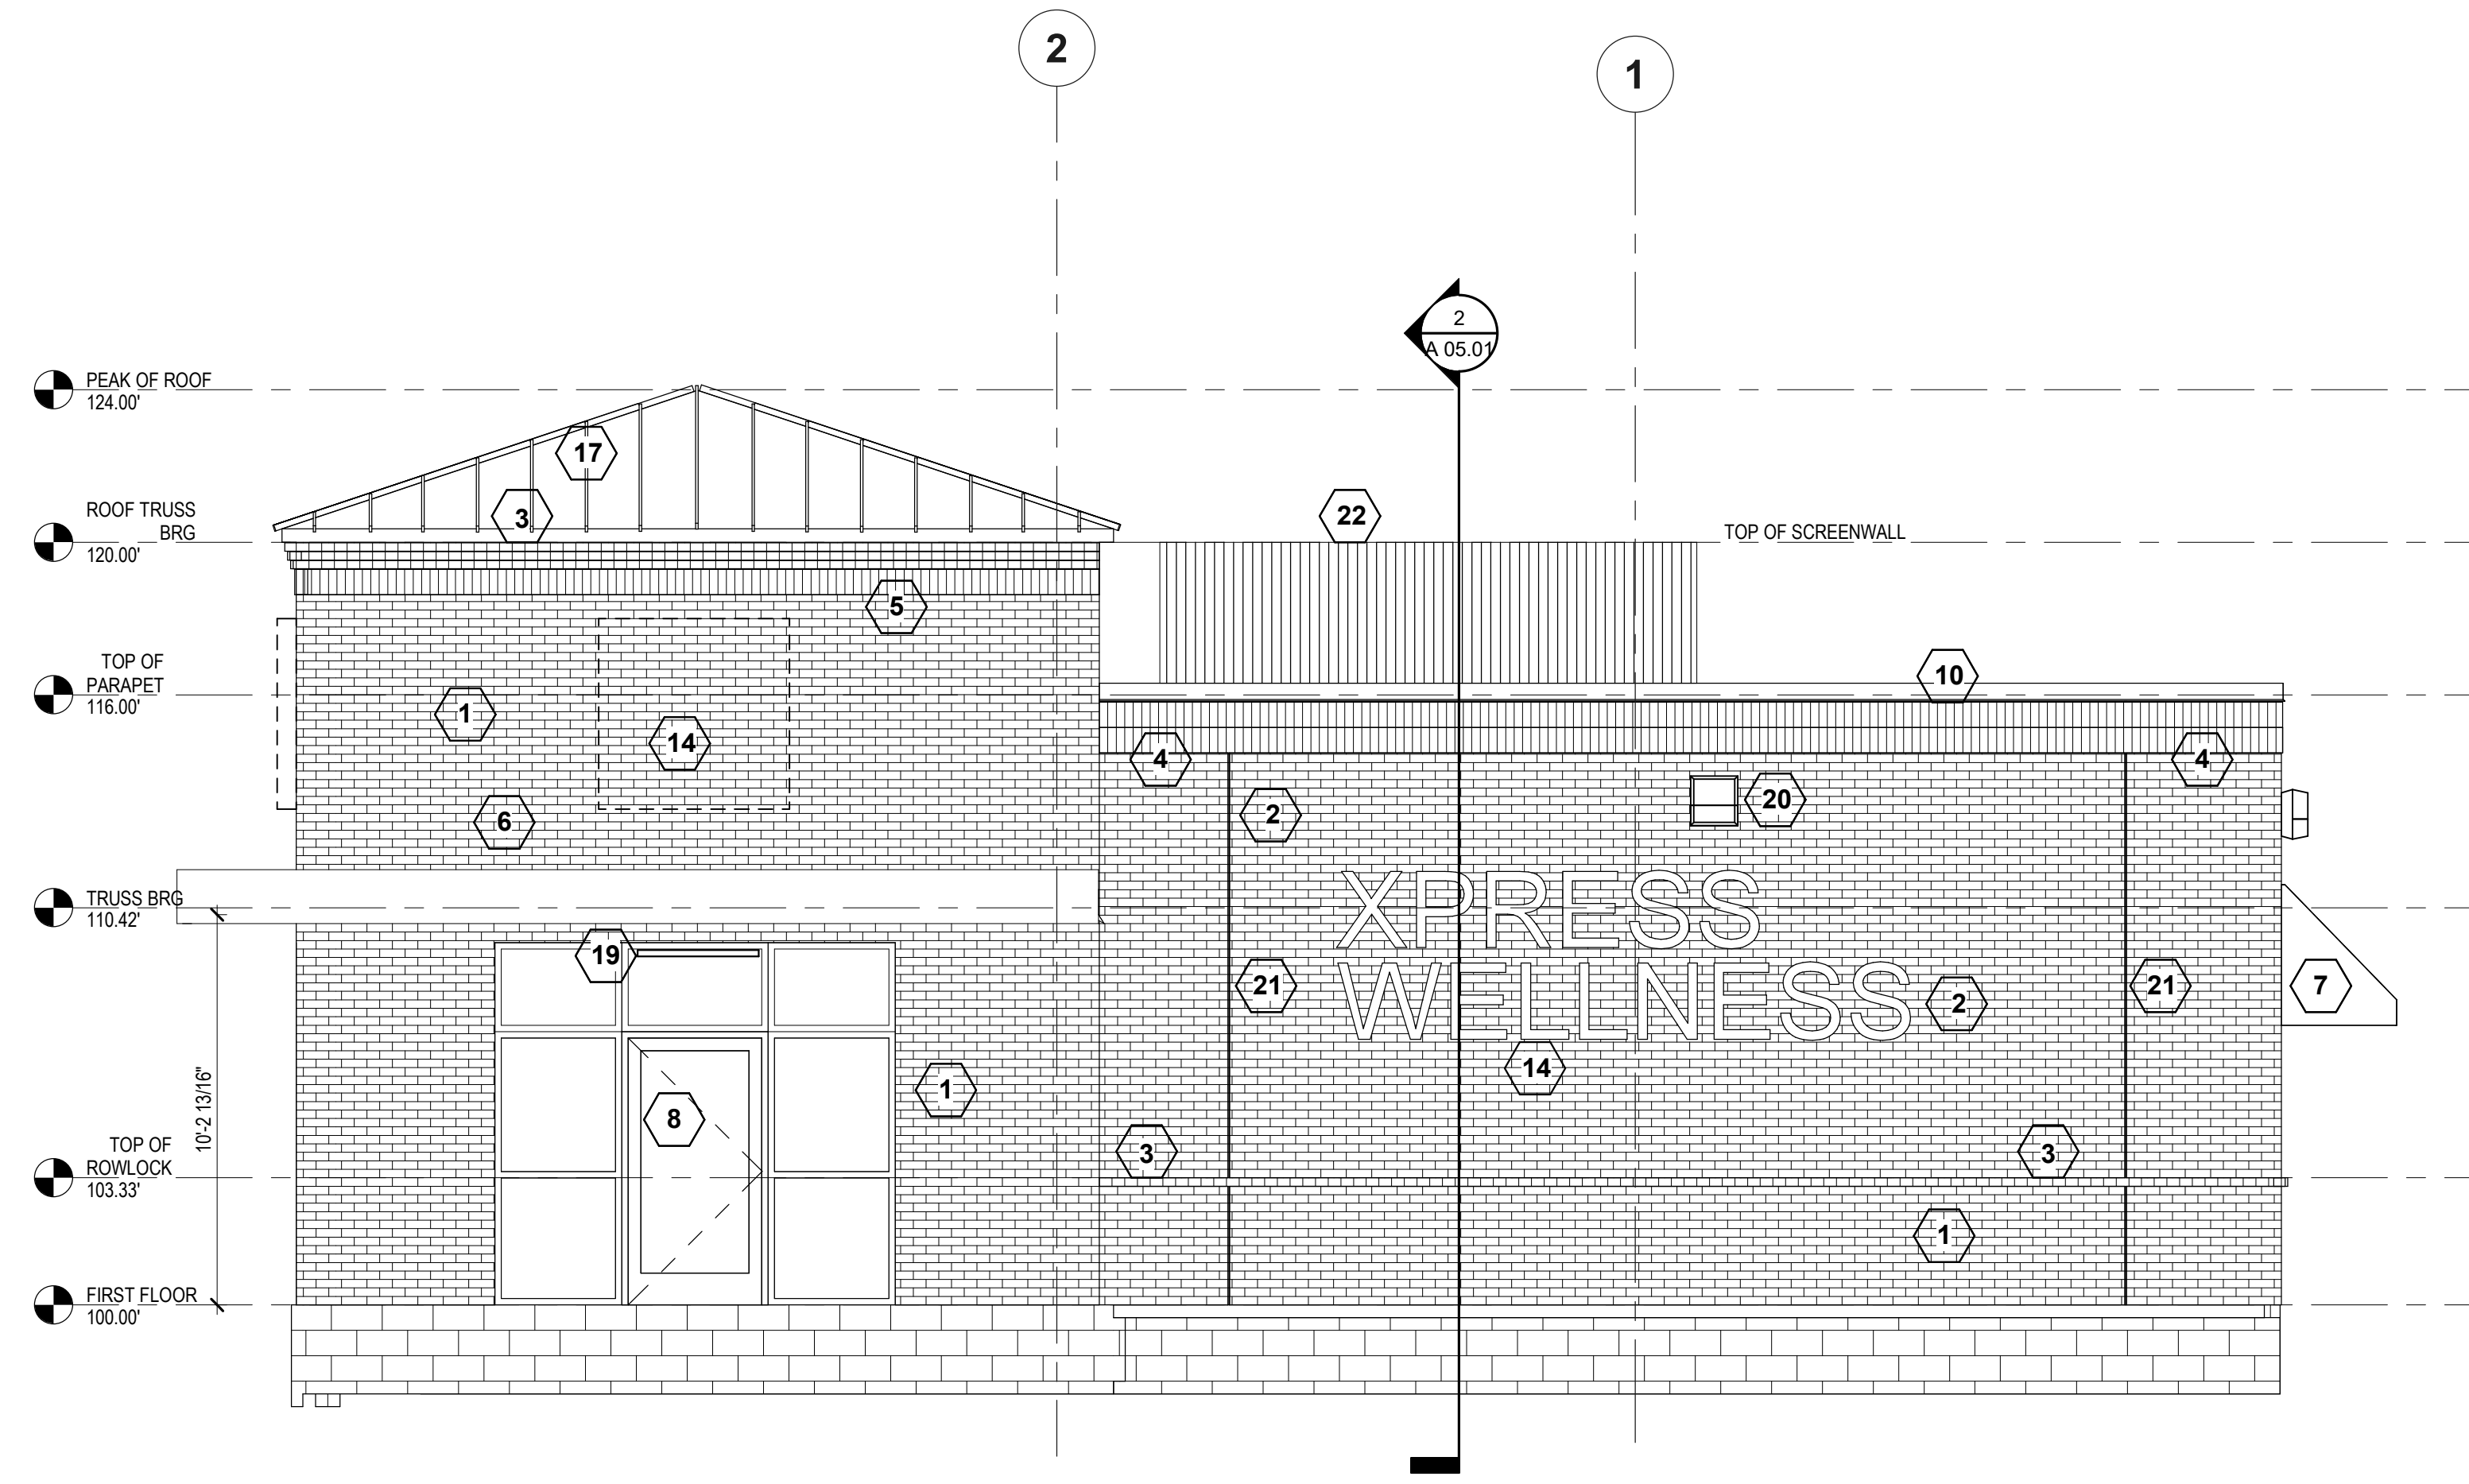 2
1
2
A 05.01
PEAK OF ROOF
124.00'
17
ROOF TRUSS
BRG
120.00'
3
22
TOP OF SCREENWALL
5
TOP OF
PARAPET
116.00'
1
14
10
4
4
6
2
20
TRUSS BRG
110.42'
XPRESS
WELLNESS
19
21
2
21
7
14
1
8
10'-2 13/16"
TOP OF
ROWLOCK
103.33'
3
3
1
FIRST FLOOR
100.00'